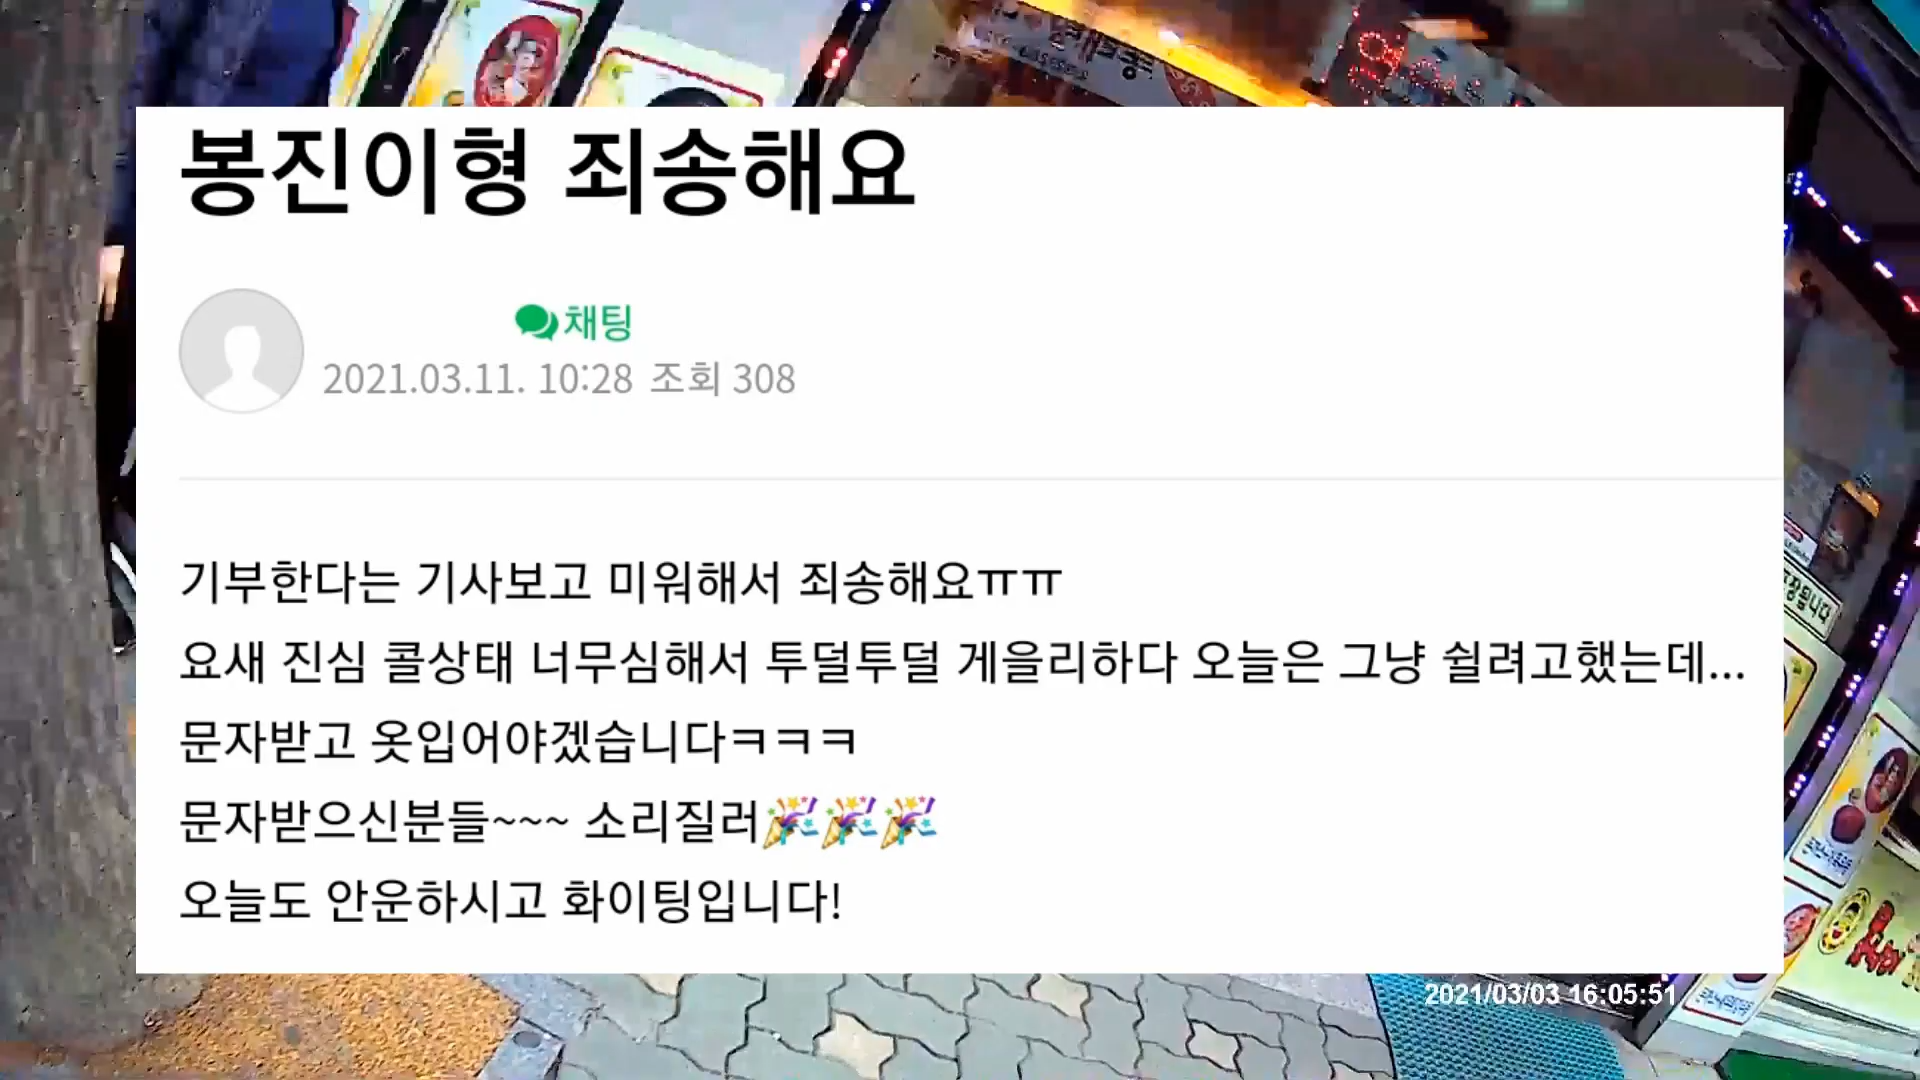 봉진이형 죄송해요
채팅
2021.03.11. 10:28 조회 308
기부한다는 기사보고 미워해서 죄송해요ㅠㅠ
요새 진심 콜상태 너무심해서 투덜투덜 게을리하다 오늘은 그냥 쉴려고했는데...
문자받고 옷입어야겠습니다ㅋㅋㅋ
문자받으신분들~~~ 소리질러🎉🎉🎉
오늘도 안운하시고 화이팅입니다!
2021/03/03 16:05:51